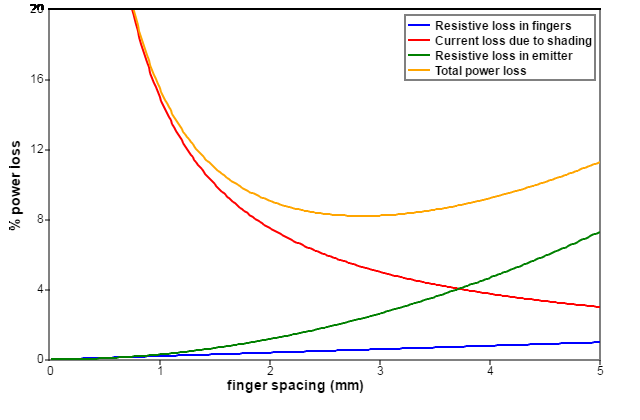 20
Resistive loss in fingers
Current loss due to shading
Resistive loss in emitter
Total power loss
16
12
8
4
0
% power loss
0 1 2 3 4 5
finger spacing (mm)